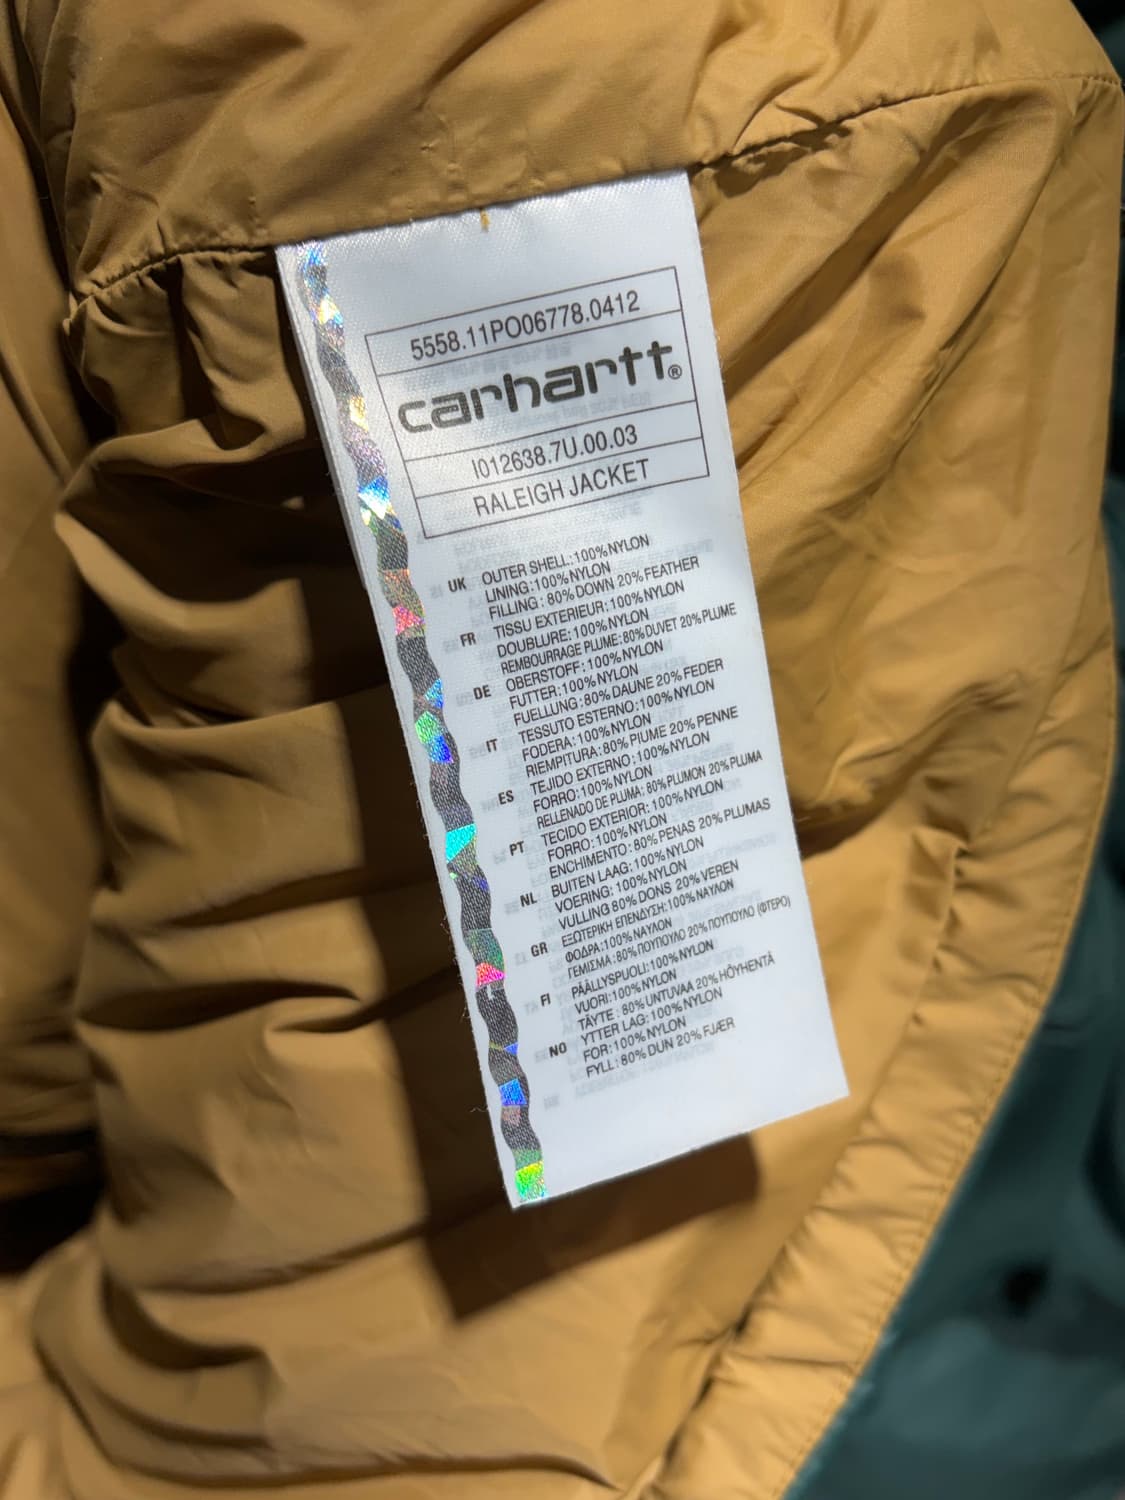 5558.11PO06778.0412
carhartt®
I012638.7U.00.03
RALEIGH JACKET
UK OUTER SHELL:100%NYLON
LINING:100%NYLON
FILLING: 80%DOWN 20%FEATHER
FR TISSU EXTERIEUR:100%NYLON
DOUBLURE:100%NYLON
REMBOURRAGE PLUME:80%DUVET 20%PLUME
DE OBERSTOFF:100%NYLON
FUTTER:100%NYLON
FUELLUNG:80% DAUNE 20% FEDER
IT TESSUTO ESTERNO:100%NYLON
FODERA:100%NYLON
RIEMPITURA:80% PIUME 20% PENNE
ES TEJIDO EXTERNO:100%NYLON
FORRO:100%NYLON
RELLENADO DE PLUMA: 80%PLUMON 20%PLUMA
PT TECIDO EXTERIOR:100%NYLON
FORRO:100%NYLON
ENCHIMENTO:80%PENAS 20%PLUMAS
NL BUITEN LAAG:100%NYLON
VOERING:100%NYLON
VULLING 80%DONS 20%VEREN
GR ΕΞΩΤΕΡΙΚΗ ΕΠΕΝΔΥΣΗ:100%ΝΑΥΛΟΝ
ΦΟΔΡΑ:100%ΝΑΥΛΟΝ
ΓΕΜΙΣΜΑ:80%ΠΟΥΠΟΥΛΟ 20%ΠΟΥΠΟΥΛΟ (ΦΤΕΡΟ)
FI PÄÄLLYSPUOLI:100%NYLON
VUORI:100%NYLON
TÄYTE : 80% UNTUVAA 20%HÖYHENTÄ
NO YTTER LAG:100%NYLON
FOR:100%NYLON
FYLL: 80% DUN 20% FJÆR